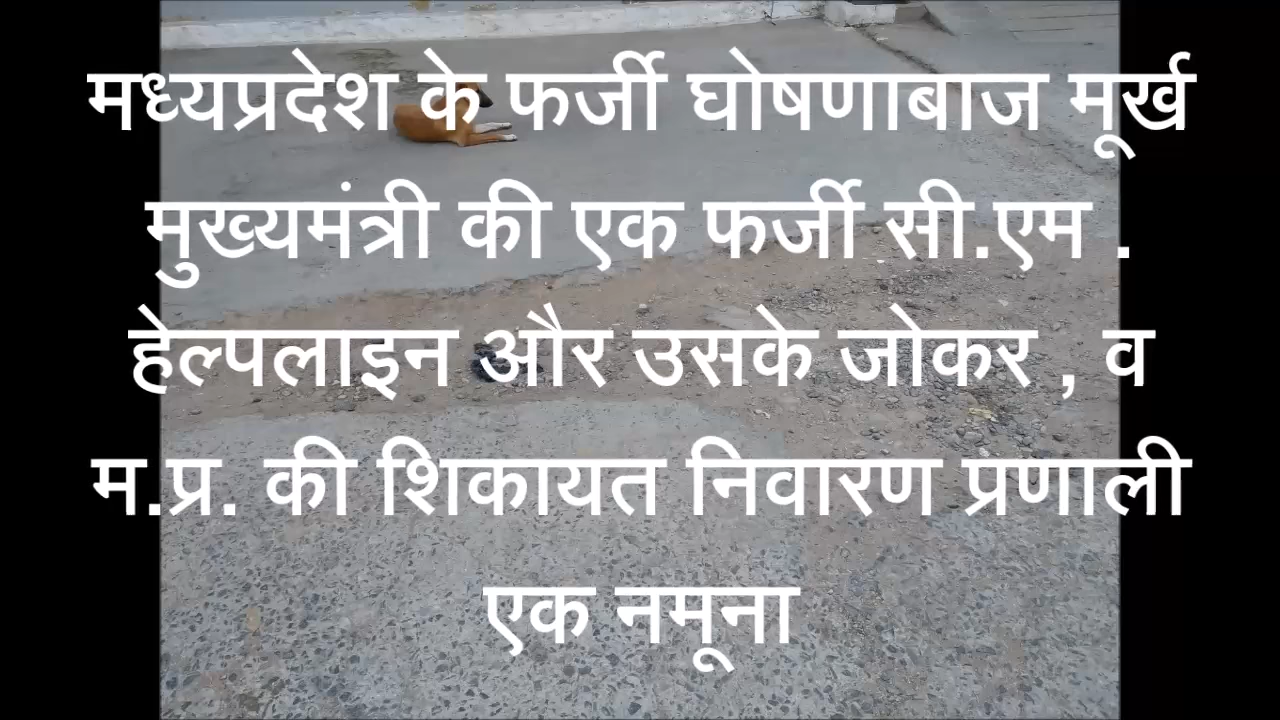 मध्यप्रदेश के फर्जी घोषणाबाज मूर्ख
मुख्यमंत्री की एक फर्जी सी.एम .
हेल्पलाइन और उसके जोकर , व
म.प्र. की शिकायत निवारण प्रणाली
एक नमूना